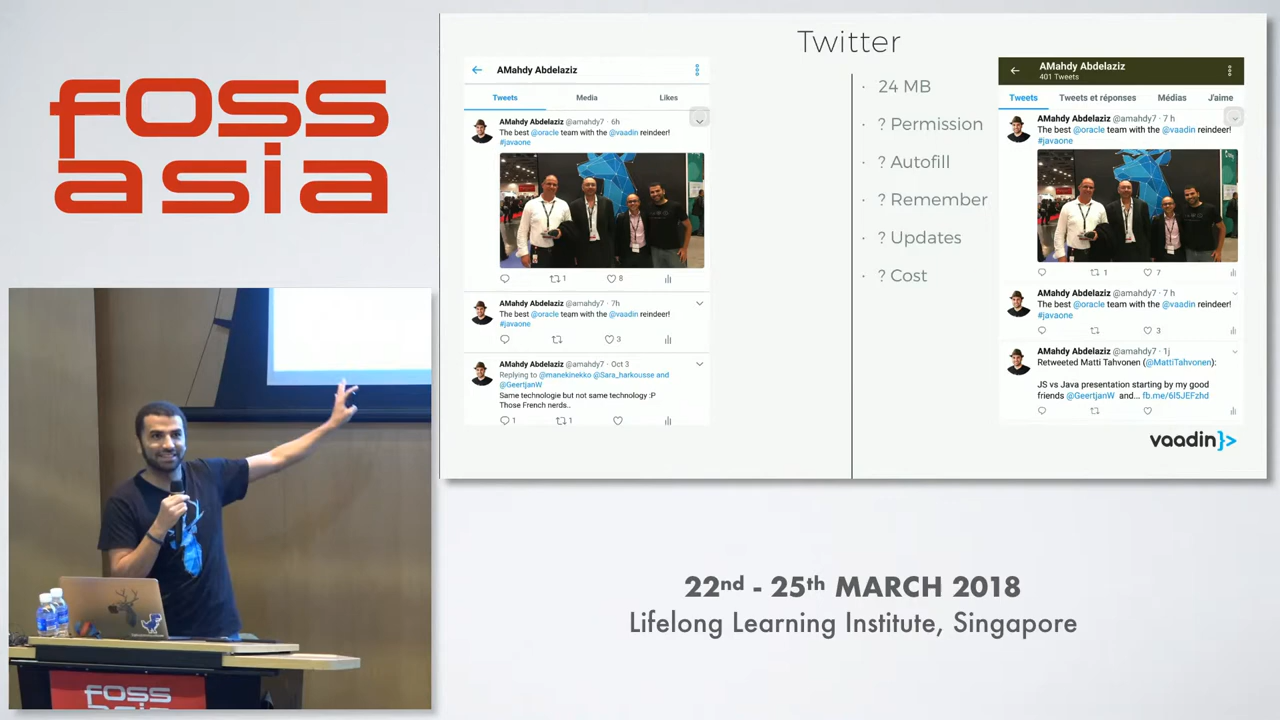 foss
asia
Twitter
AMahdy Abdelaziz
Tweets Media Likes
AMahdy Abdelaziz @amahdy7 · 6h
The best @oracle team with the @vaadin reindeer!
#javaone
1 8
AMahdy Abdelaziz @amahdy7 · 7h
The best @oracle team with the @vaadin reindeer!
#javaone
3
AMahdy Abdelaziz @amahdy7 · Oct 3
Replying to @manekinekko @Sara_harkousse and
@GeertjanW
Same technologie but not same technology :P
Those French nerds..
1 1
· 24 MB
· ? Permission
· ? Autofill
· ? Remember
· ? Updates
· ? Cost
AMahdy Abdelaziz
401 Tweets
Tweets Tweets et réponses Médias J'aime
AMahdy Abdelaziz @amahdy7 · 7 h
The best @oracle team with the @vaadin reindeer!
#javaone
1 7
AMahdy Abdelaziz @amahdy7 · 7 h
The best @oracle team with the @vaadin reindeer!
#javaone
3
AMahdy Abdelaziz @amahdy7 · 1j
Retweeted Matti Tahvonen (@MattiTahvonen):
JS vs Java presentation starting by my good
friends @GeertjanW and... fb.me/6I5JEFzhd
vaadin}>
foss
asia
22nd - 25th MARCH 2018
Lifelong Learning Institute, Singapore